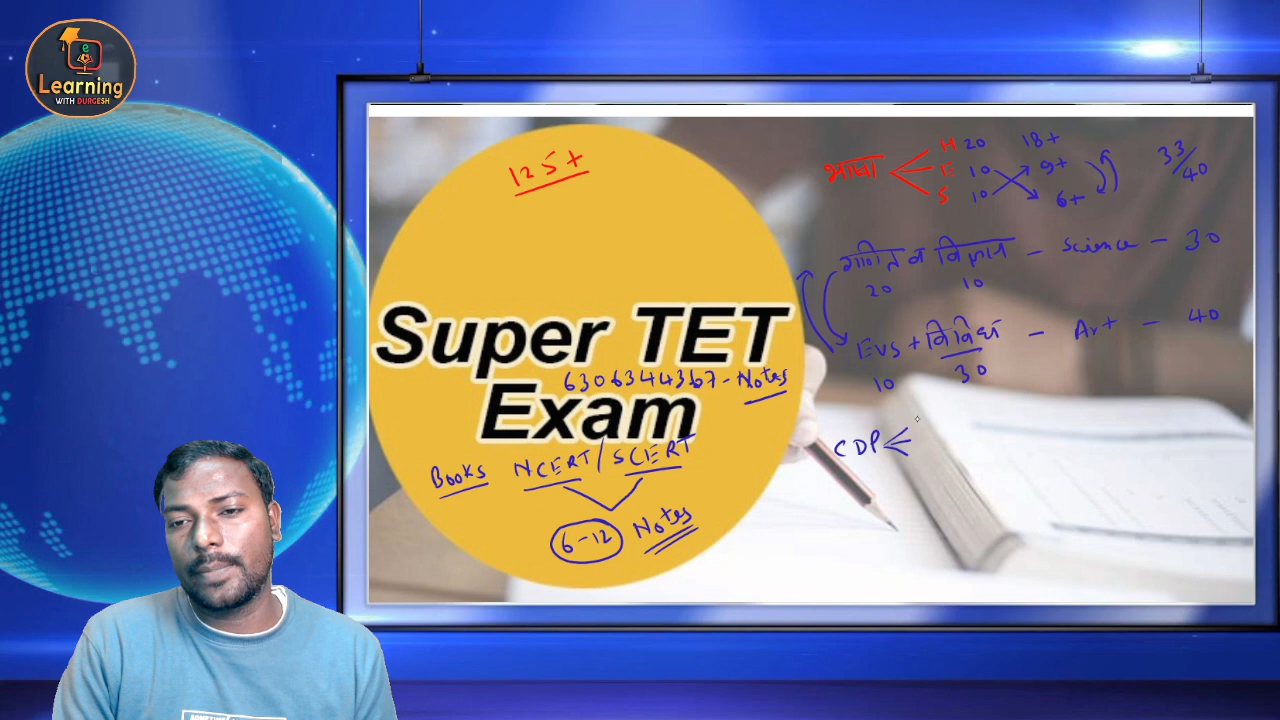 e
Learning
WITH DURGESH
125+
Super TET
6306344367 - Notes
Exam
Books NCERT / SCERT
6-12 Notes
भाषा
H 20 18+
E 10 9+
S 10 6+
33/40
गणित व विज्ञान - Science - 30
20 10
EVS + विविध - Art - 40
10 30
CDP